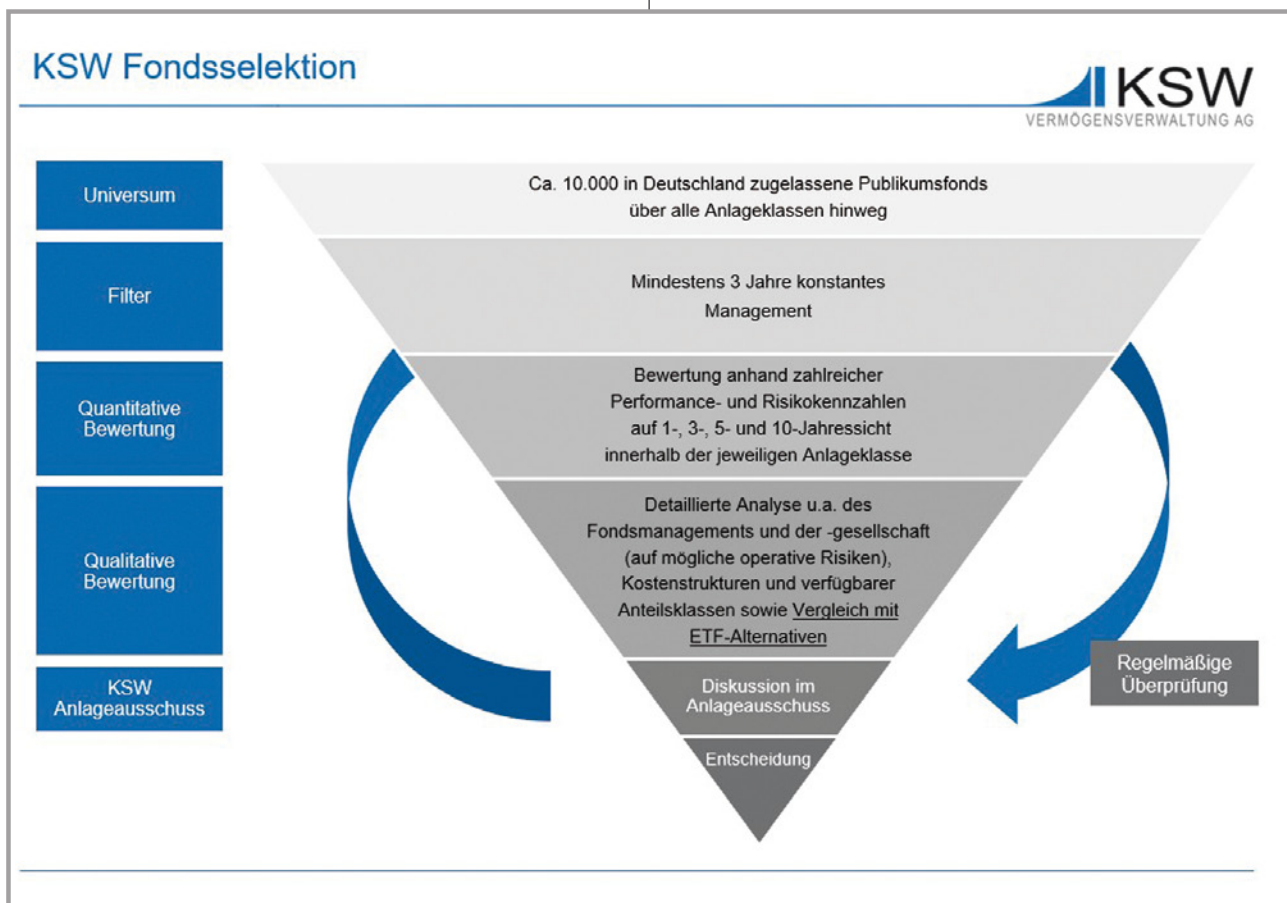 KSW Fondsselektion
KSW
VERMÖGENSVERWALTUNG AG
Universum
Ca. 10.000 in Deutschland zugelassene Publikumsfonds
über alle Anlageklassen hinweg
Filter
Mindestens 3 Jahre konstantes
Management
Quantitative
Bewertung
Bewertung anhand zahlreicher
Performance- und Risikokennzahlen
auf 1-, 3-, 5- und 10-Jahressicht
innerhalb der jeweiligen Anlageklasse
Qualitative
Bewertung
Detaillierte Analyse u.a. des
Fondsmanagements und der -gesellschaft
(auf mögliche operative Risiken),
Kostenstrukturen und verfügbarer
Anteilsklassen sowie Vergleich mit
ETF-Alternativen
Regelmäßige
Überprüfung
KSW
Anlageausschuss
Diskussion im
Anlageausschuss
Entscheidung